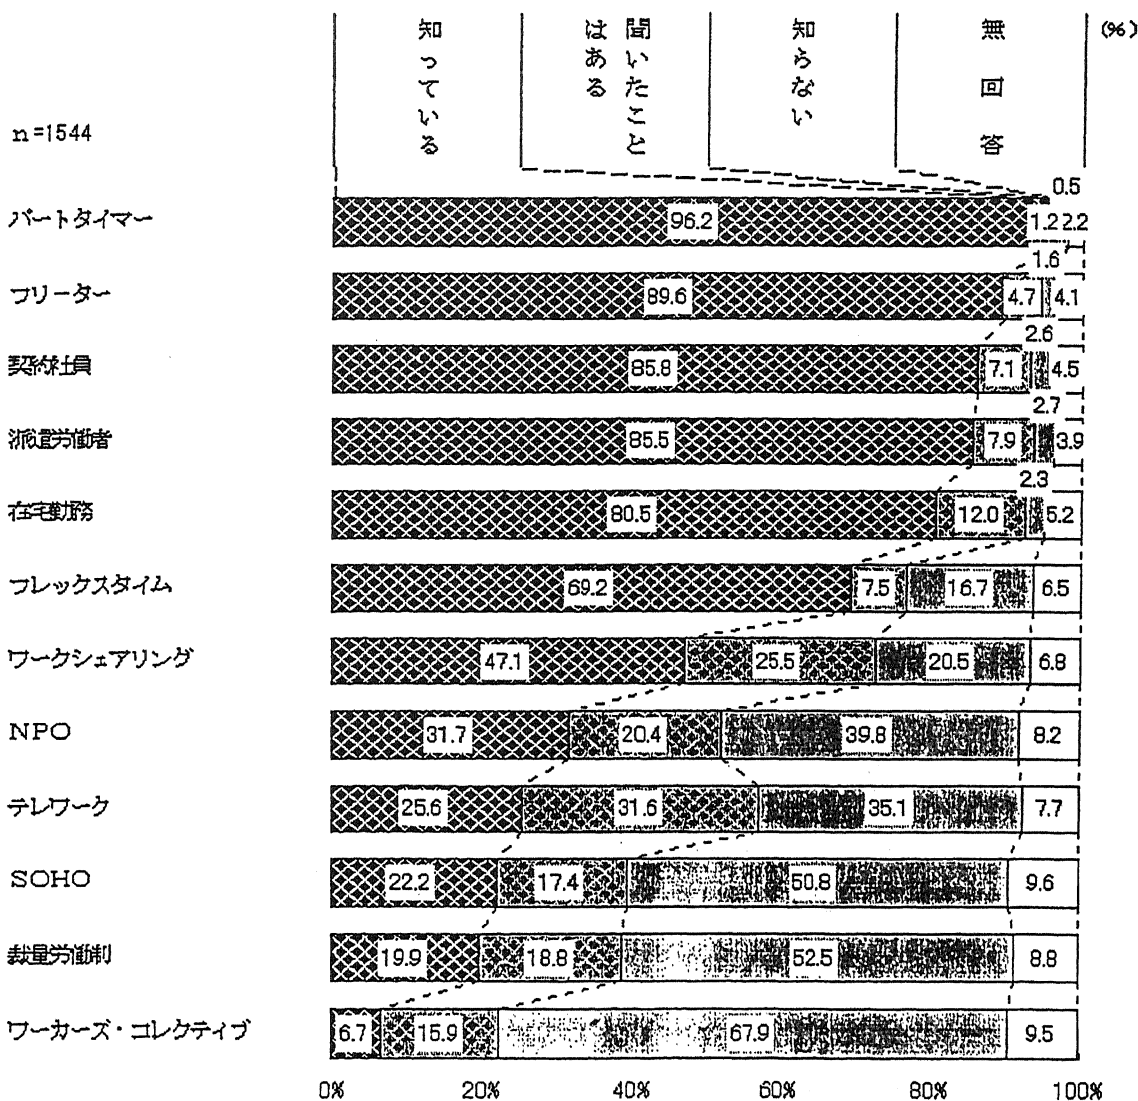 知っている
聞いたことはある
知らない
無回答
(%)
n=1544
0.5
パートタイマー 96.2 1.2 2.2
1.6
フリーター 89.6 4.7 4.1
2.6
契約社員 85.8 7.1 4.5
2.7
派遣労働者 85.5 7.9 3.9
2.3
在宅勤務 80.5 12.0 5.2
フレックスタイム 69.2 7.5 16.7 6.5
ワークシェアリング 47.1 25.5 20.5 6.8
NPO 31.7 20.4 39.8 8.2
テレワーク 25.6 31.6 35.1 7.7
SOHO 22.2 17.4 50.8 9.6
裁量労働制 19.9 18.8 52.5 8.8
ワーカーズ・コレクティブ 6.7 15.9 67.9 9.5
0% 20% 40% 60% 80% 100%